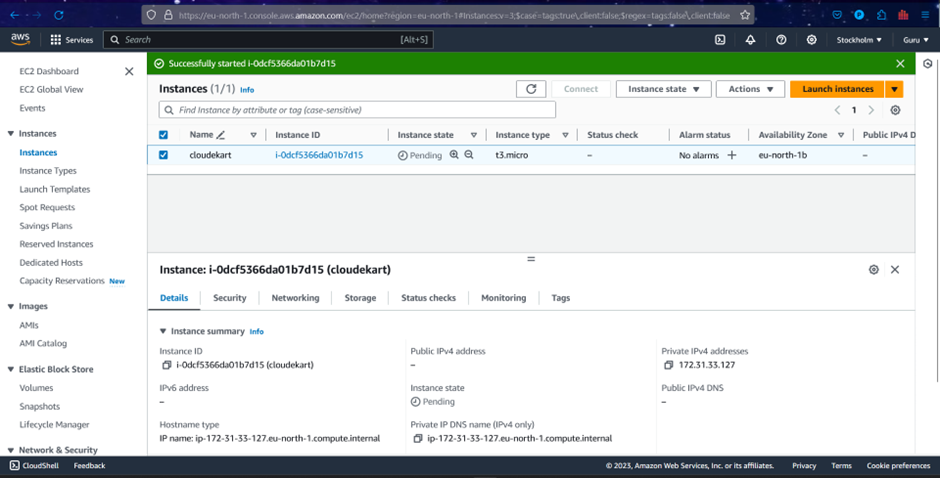 https://eu-north-1.console.aws.amazon.com/ec2/home?region=eu-north-1#Instances:v=3;$case=tags:true\,client:false;$regex=tags:false\,client:false
aws Services Search [Alt+S] Stockholm Guru
EC2 Dashboard
EC2 Global View
Events
Instances
Instances
Instance Types
Launch Templates
Spot Requests
Savings Plans
Reserved Instances
Dedicated Hosts
Capacity Reservations New
Images
AMIs
AMI Catalog
Elastic Block Store
Volumes
Snapshots
Lifecycle Manager
Network & Security
Successfully started i-0dcf5366da01b7d15
Instances (1/1) Info Connect Instance state Actions Launch instances
Find Instance by attribute or tag (case-sensitive) 1
Name Instance ID Instance state Instance type Status check Alarm status Availability Zone Public IPv4 D
cloudekart i-0dcf5366da01b7d15 Pending t3.micro – No alarms + eu-north-1b –
Instance: i-0dcf5366da01b7d15 (cloudekart)
Details Security Networking Storage Status checks Monitoring Tags
Instance summary Info
Instance ID Public IPv4 address Private IPv4 addresses
i-0dcf5366da01b7d15 (cloudekart) – 172.31.33.127
IPv6 address Instance state Public IPv4 DNS
– Pending –
Hostname type Private IP DNS name (IPv4 only)
IP name: ip-172-31-33-127.eu-north-1.compute.internal ip-172-31-33-127.eu-north-1.compute.internal
CloudShell Feedback © 2023, Amazon Web Services, Inc. or its affiliates. Privacy Terms Cookie preferences